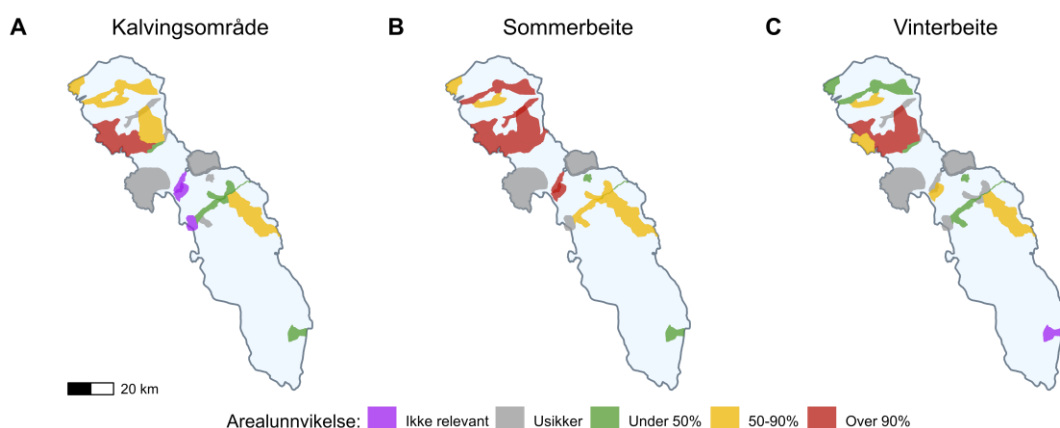 A Kalvingsområde B Sommerbeite C Vinterbeite
20 km
Arealunnvikelse: Ikke relevant Usikker Under 50% 50-90% Over 90%